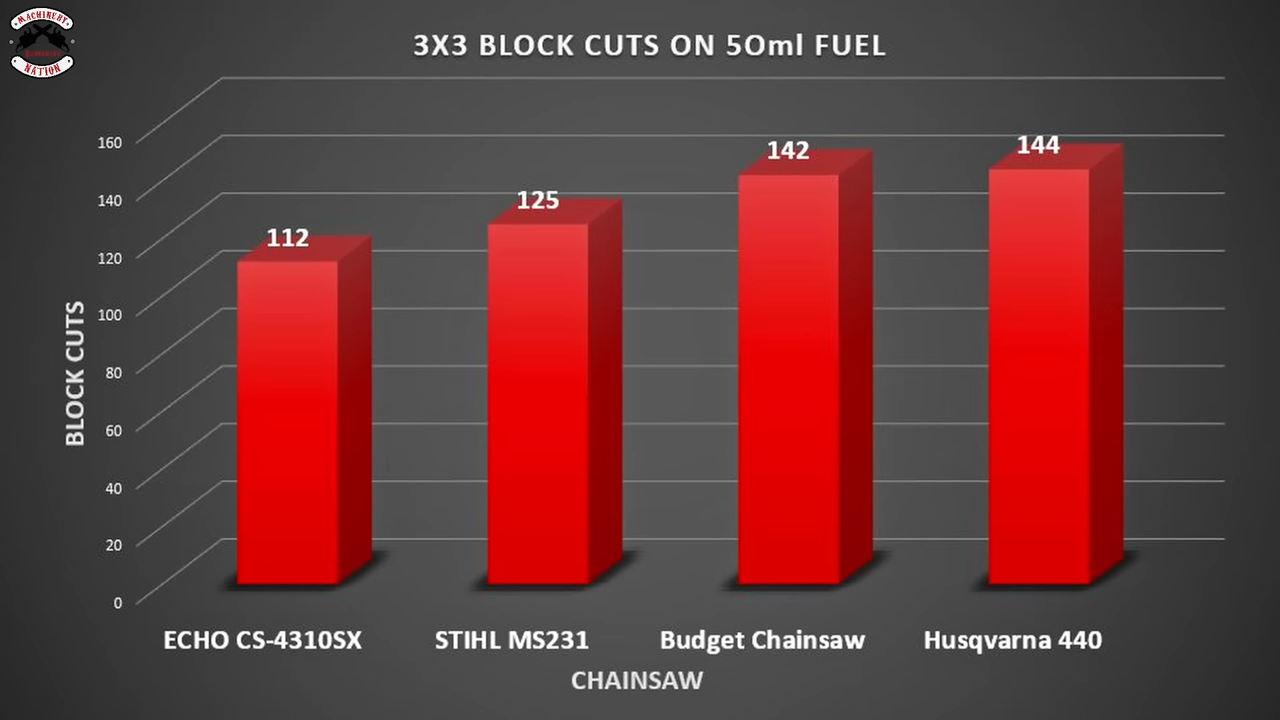 MACHINERY
NATION
3X3 BLOCK CUTS ON 50ml FUEL
160
140
120
100
80
60
40
20
0
BLOCK CUTS
112
125
142
144
ECHO CS-4310SX
STIHL MS231
Budget Chainsaw
Husqvarna 440
CHAINSAW